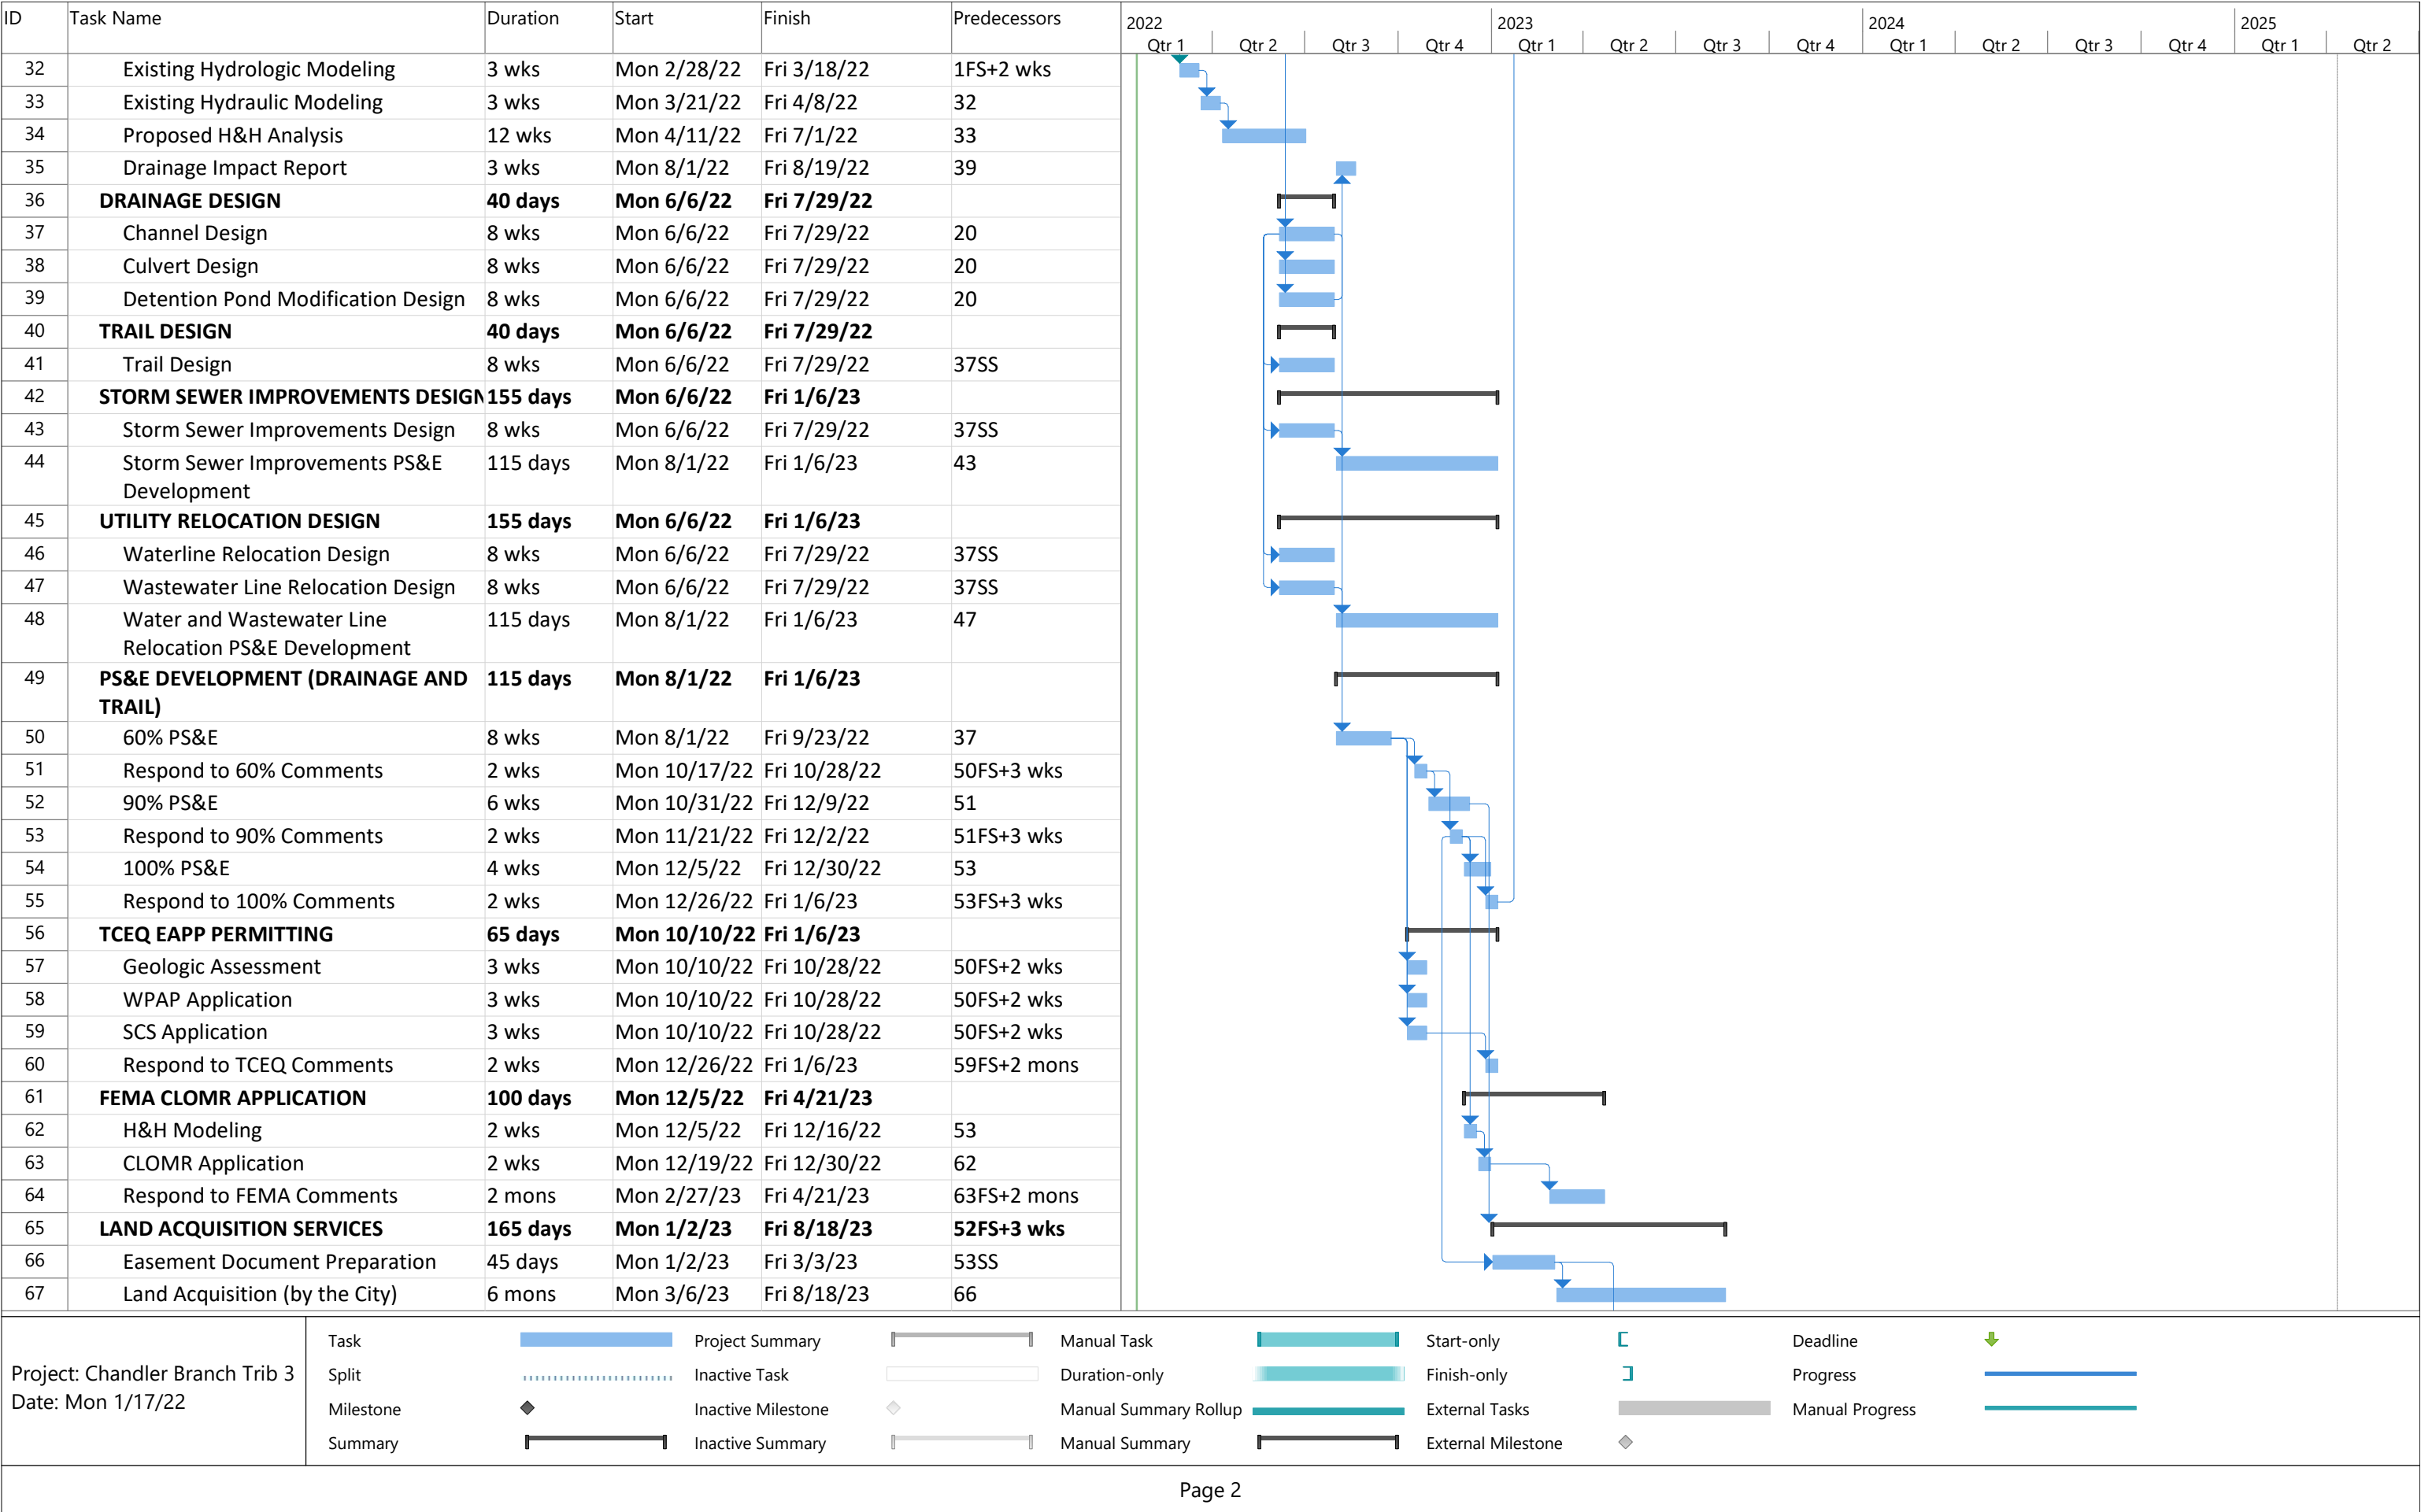 ID Task Name Duration Start Finish Predecessors
2022 2023 2024 2025
Qtr 1 Qtr 2 Qtr 3 Qtr 4 Qtr 1 Qtr 2 Qtr 3 Qtr 4 Qtr 1 Qtr 2 Qtr 3 Qtr 4 Qtr 1 Qtr 2
32 Existing Hydrologic Modeling 3 wks Mon 2/28/22 Fri 3/18/22 1FS+2 wks
33 Existing Hydraulic Modeling 3 wks Mon 3/21/22 Fri 4/8/22 32
34 Proposed H&H Analysis 12 wks Mon 4/11/22 Fri 7/1/22 33
35 Drainage Impact Report 3 wks Mon 8/1/22 Fri 8/19/22 39
36 DRAINAGE DESIGN 40 days Mon 6/6/22 Fri 7/29/22
37 Channel Design 8 wks Mon 6/6/22 Fri 7/29/22 20
38 Culvert Design 8 wks Mon 6/6/22 Fri 7/29/22 20
39 Detention Pond Modification Design 8 wks Mon 6/6/22 Fri 7/29/22 20
40 TRAIL DESIGN 40 days Mon 6/6/22 Fri 7/29/22
41 Trail Design 8 wks Mon 6/6/22 Fri 7/29/22 37SS
42 STORM SEWER IMPROVEMENTS DESIGN 155 days Mon 6/6/22 Fri 1/6/23
43 Storm Sewer Improvements Design 8 wks Mon 6/6/22 Fri 7/29/22 37SS
44 Storm Sewer Improvements PS&E 115 days Mon 8/1/22 Fri 1/6/23 43
Development
45 UTILITY RELOCATION DESIGN 155 days Mon 6/6/22 Fri 1/6/23
46 Waterline Relocation Design 8 wks Mon 6/6/22 Fri 7/29/22 37SS
47 Wastewater Line Relocation Design 8 wks Mon 6/6/22 Fri 7/29/22 37SS
48 Water and Wastewater Line 115 days Mon 8/1/22 Fri 1/6/23 47
Relocation PS&E Development
49 PS&E DEVELOPMENT (DRAINAGE AND 115 days Mon 8/1/22 Fri 1/6/23
TRAIL)
50 60% PS&E 8 wks Mon 8/1/22 Fri 9/23/22 37
51 Respond to 60% Comments 2 wks Mon 10/17/22 Fri 10/28/22 50FS+3 wks
52 90% PS&E 6 wks Mon 10/31/22 Fri 12/9/22 51
53 Respond to 90% Comments 2 wks Mon 11/21/22 Fri 12/2/22 51FS+3 wks
54 100% PS&E 4 wks Mon 12/5/22 Fri 12/30/22 53
55 Respond to 100% Comments 2 wks Mon 12/26/22 Fri 1/6/23 53FS+3 wks
56 TCEQ EAPP PERMITTING 65 days Mon 10/10/22 Fri 1/6/23
57 Geologic Assessment 3 wks Mon 10/10/22 Fri 10/28/22 50FS+2 wks
58 WPAP Application 3 wks Mon 10/10/22 Fri 10/28/22 50FS+2 wks
59 SCS Application 3 wks Mon 10/10/22 Fri 10/28/22 50FS+2 wks
60 Respond to TCEQ Comments 2 wks Mon 12/26/22 Fri 1/6/23 59FS+2 mons
61 FEMA CLOMR APPLICATION 100 days Mon 12/5/22 Fri 4/21/23
62 H&H Modeling 2 wks Mon 12/5/22 Fri 12/16/22 53
63 CLOMR Application 2 wks Mon 12/19/22 Fri 12/30/22 62
64 Respond to FEMA Comments 2 mons Mon 2/27/23 Fri 4/21/23 63FS+2 mons
65 LAND ACQUISITION SERVICES 165 days Mon 1/2/23 Fri 8/18/23 52FS+3 wks
66 Easement Document Preparation 45 days Mon 1/2/23 Fri 3/3/23 53SS
67 Land Acquisition (by the City) 6 mons Mon 3/6/23 Fri 8/18/23 66
Project: Chandler Branch Trib 3
Date: Mon 1/17/22
Task Project Summary Manual Task Start-only Deadline
Split Inactive Task Duration-only Finish-only Progress
Milestone Inactive Milestone Manual Summary Rollup External Tasks Manual Progress
Summary Inactive Summary Manual Summary External Milestone
Page 2